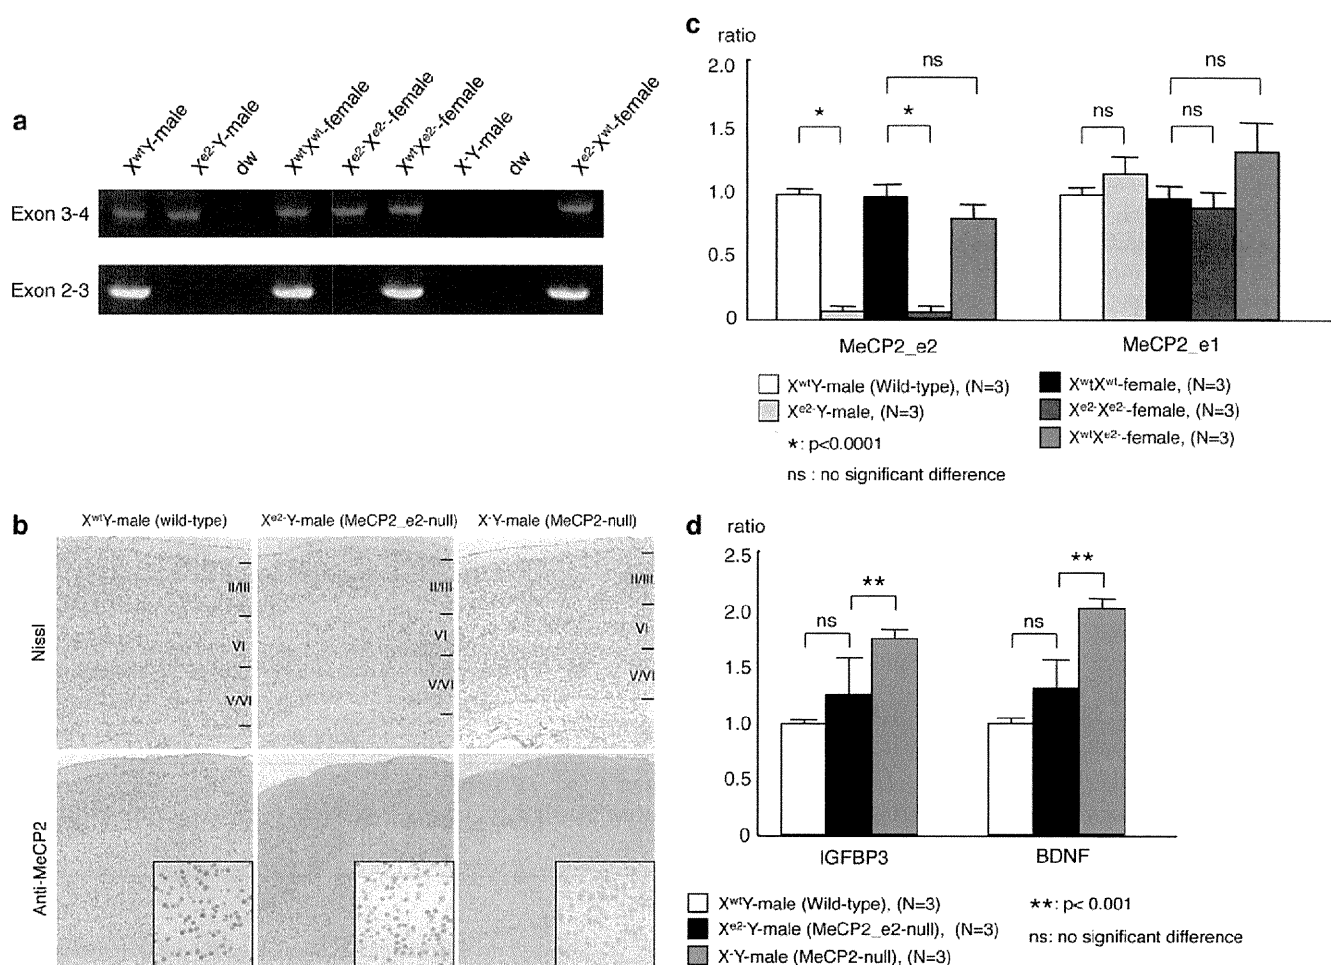 a
XwtY-male
Xe2-Y-male
dw
XwtXwt-female
Xe2-Xe2--female
XwtXe2--female
X-Y-male
dw
Xe2-Xwt-female
Exon 3-4
Exon 2-3
b
XwtY-male (wild-type)
Xe2-Y-male (MeCP2_e2-null)
X-Y-male (MeCP2-null)
Nissl
II/III
VI
V/VI
II/III
VI
V/VI
II/III
VI
V/VI
Anti-MeCP2
c
ratio
2.0
1.5
1.0
0.5
0
*
*
ns
ns
ns
ns
MeCP2_e2
MeCP2_e1
XwtY-male (Wild-type), (N=3)
Xe2-Y-male, (N=3)
*: p<0.0001
ns : no significant difference
XwtXwt-female, (N=3)
Xe2-Xe2--female, (N=3)
XwtXe2--female, (N=3)
d
ratio
2.5
2.0
1.5
1.0
0.5
0
ns
**
ns
**
IGFBP3
BDNF
XwtY-male (Wild-type), (N=3)
Xe2-Y-male (MeCP2_e2-null), (N=3)
X-Y-male (MeCP2-null), (N=3)
**: p< 0.001
ns: no significant difference